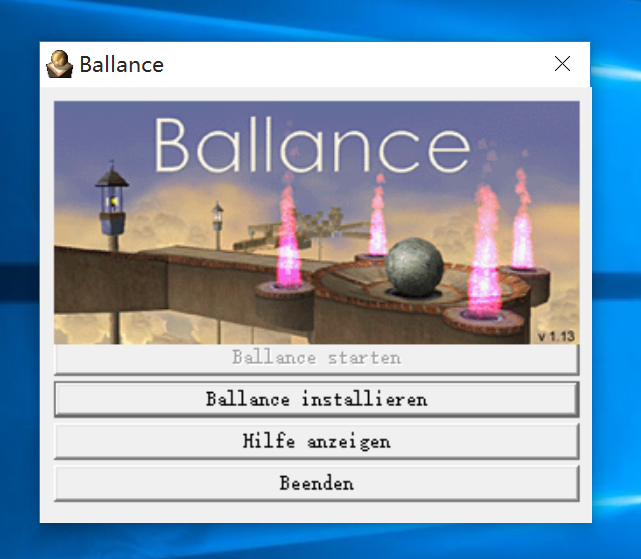 Ballance
Ballance
v 1.13
Ballance starten
Ballance installieren
Hilfe anzeigen
Beenden